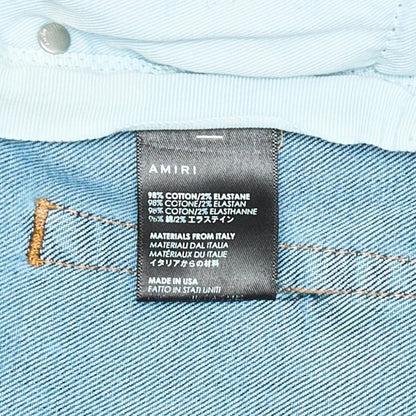 AMIRI
98% COTTON/2% ELASTANE
98% COTONE/2% ELASTAN
98% COTON/2% ELASTHANNE
96% 綿/2% エラステイン
MATERIALS FROM ITALY
MATERIALI DAL ITALIA
MATÉRIAUX DU ITALIE
イタリアからの材料
MADE IN USA
FATTO IN STATI UNITI